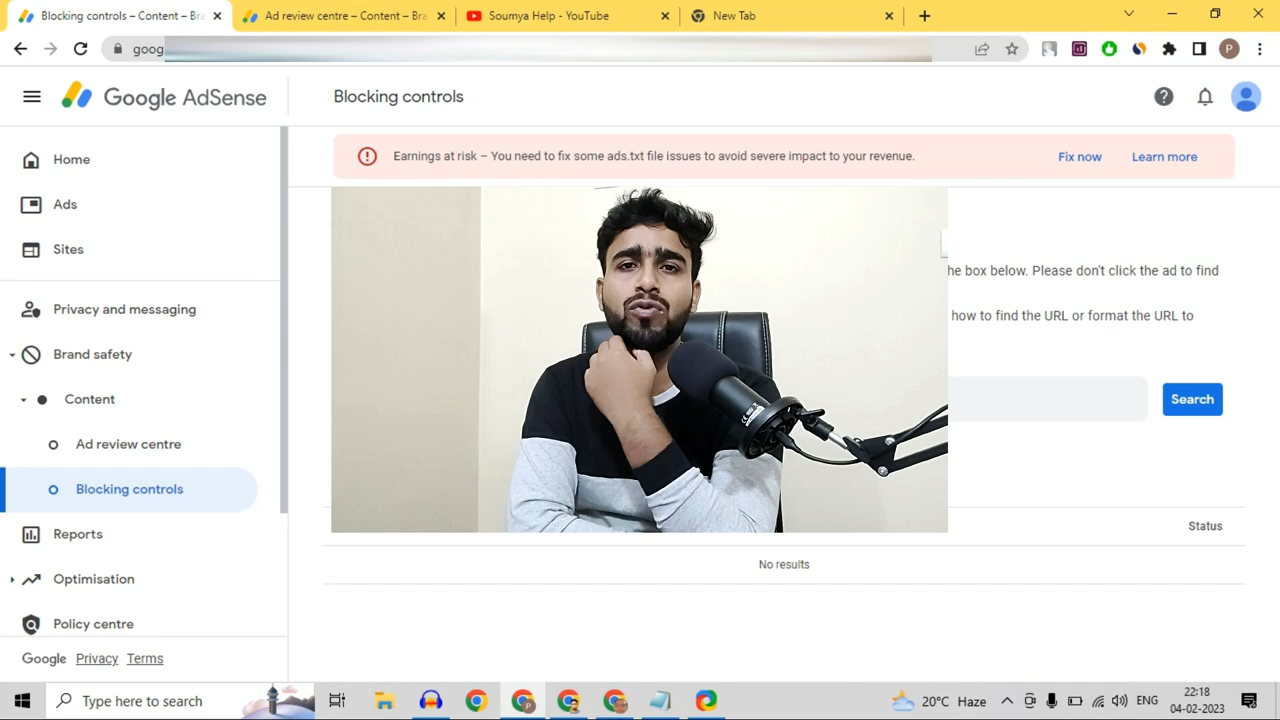 Blocking controls – Content – Bra
Ad review centre – Content – Bra
Soumya Help - YouTube
New Tab
goog
P
Google AdSense
Blocking controls
Home
Ads
Sites
Privacy and messaging
Brand safety
Content
Ad review centre
Blocking controls
Reports
Optimisation
Policy centre
Google Privacy Terms
Earnings at risk – You need to fix some ads.txt file issues to avoid severe impact to your revenue.
Fix now
Learn more
he box below. Please don't click the ad to find
how to find the URL or format the URL to
Search
Status
No results
Type here to search
20°C Haze
ENG
22:18
04-02-2023